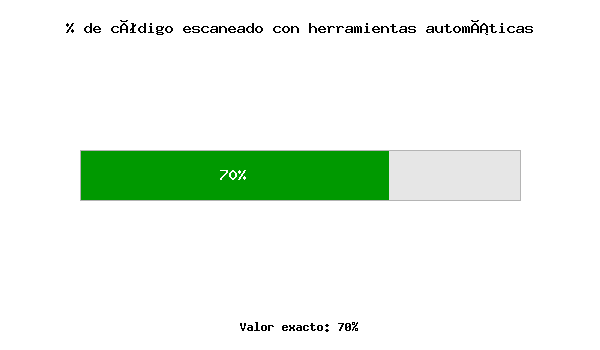 % de cĂłdigo escaneado con herramientas automĂĄticas
70%
Valor exacto: 70%